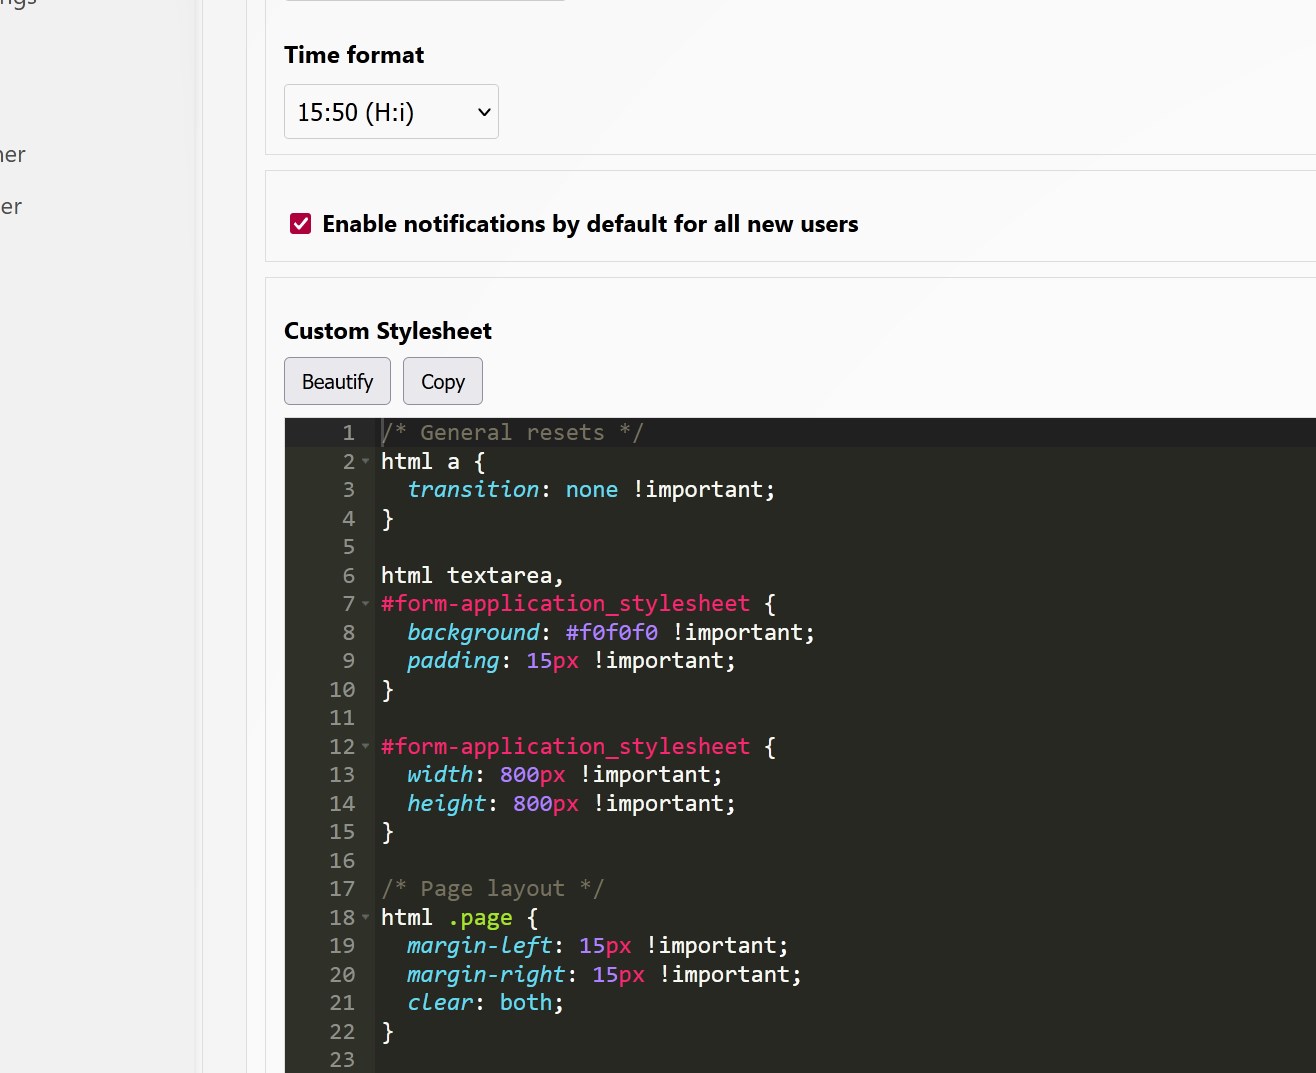 Time format
15:50 (H:i)
ner
er
Enable notifications by default for all new users
Custom Stylesheet
Beautify Copy
1 /* General resets */
2 html a {
3   transition: none !important;
4 }
5
6 html textarea,
7 #form-application_stylesheet {
8   background: #f0f0f0 !important;
9   padding: 15px !important;
10 }
11
12 #form-application_stylesheet {
13   width: 800px !important;
14   height: 800px !important;
15 }
16
17 /* Page layout */
18 html .page {
19   margin-left: 15px !important;
20   margin-right: 15px !important;
21   clear: both;
22 }
23